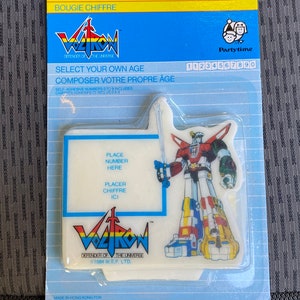 BOUGIE CHIFFRE
VOLTRON
DEFENDER OF THE UNIVERSE
Partytime
SELECT YOUR OWN AGE
1 2 3 4 5 6 7 8 9 0
COMPOSER VOTRE PROPRE ÂGE
PLACE
NUMBER
HERE
PLACER
CHIFFRE
ICI
VOLTRON
DEFENDER OF THE UNIVERSE
W.E.P. LTD.